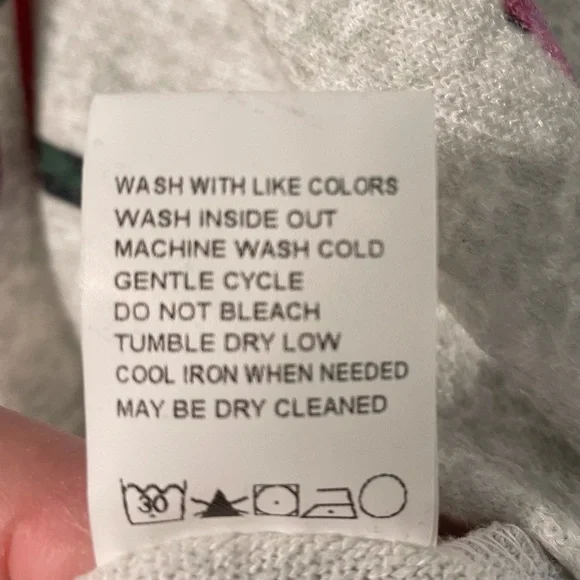 WASH WITH LIKE COLORS
WASH INSIDE OUT
MACHINE WASH COLD
GENTLE CYCLE
DO NOT BLEACH
TUMBLE DRY LOW
COOL IRON WHEN NEEDED
MAY BE DRY CLEANED
30